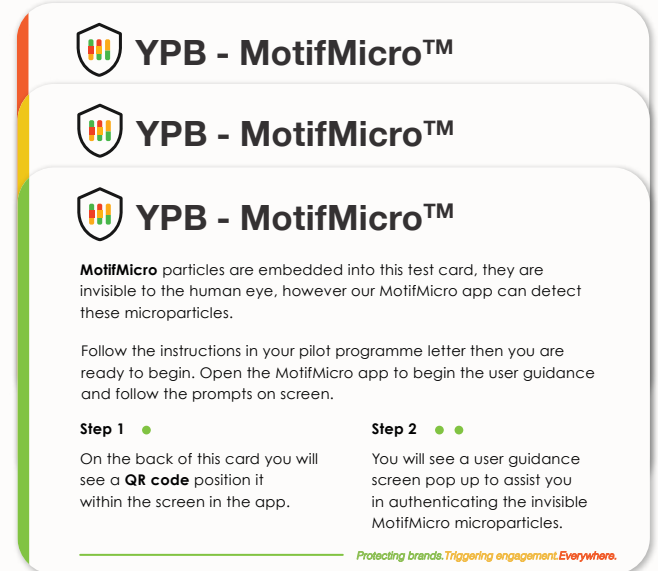 YPB - MotifMicro™
YPB - MotifMicro™
YPB - MotifMicro™
MotifMicro particles are embedded into this test card, they are
invisible to the human eye, however our MotifMicro app can detect
these microparticles.
Follow the instructions in your pilot programme letter then you are
ready to begin. Open the MotifMicro app to begin the user guidance
and follow the prompts on screen.
Step 1
On the back of this card you will
see a QR code position it
within the screen in the app.
Step 2
You will see a user guidance
screen pop up to assist you
in authenticating the invisible
MotifMicro microparticles.
Protecting brands.Triggering engagement.Everywhere.